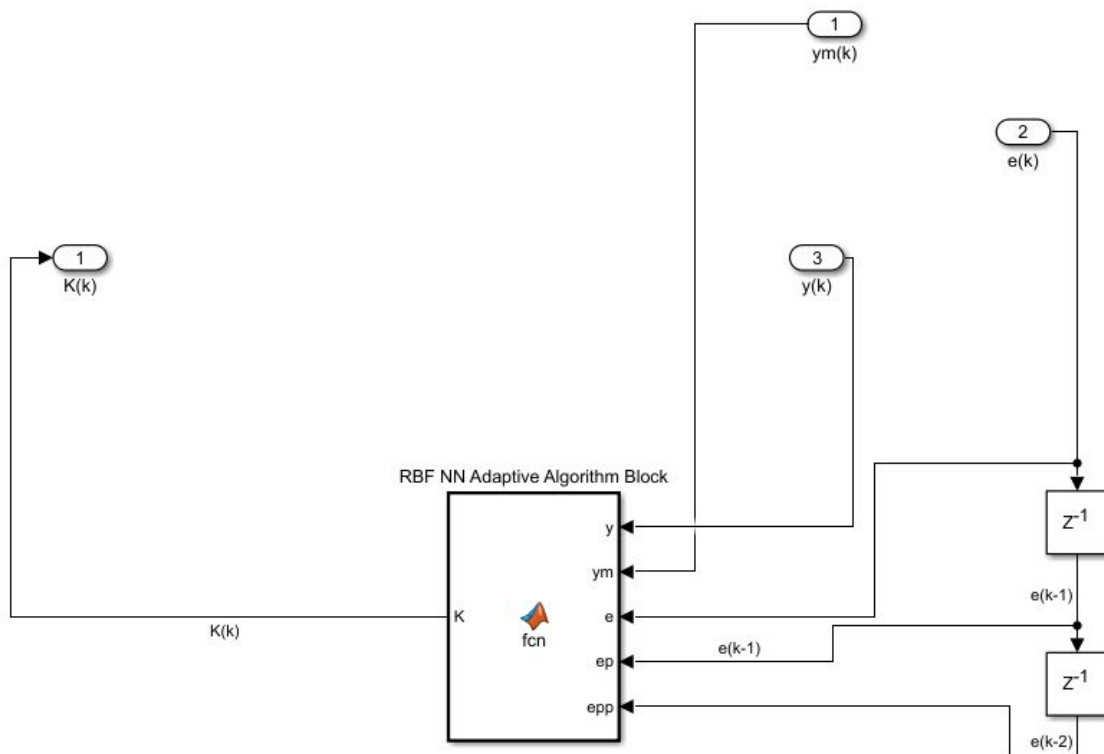 1
ym(k)
2
e(k)
1
K(k)
3
y(k)
RBF NN Adaptive Algorithm Block
y
ym
K
e
fcn
ep
epp
K(k)
e(k-1)
Z-1
e(k-1)
Z-1
e(k-2)